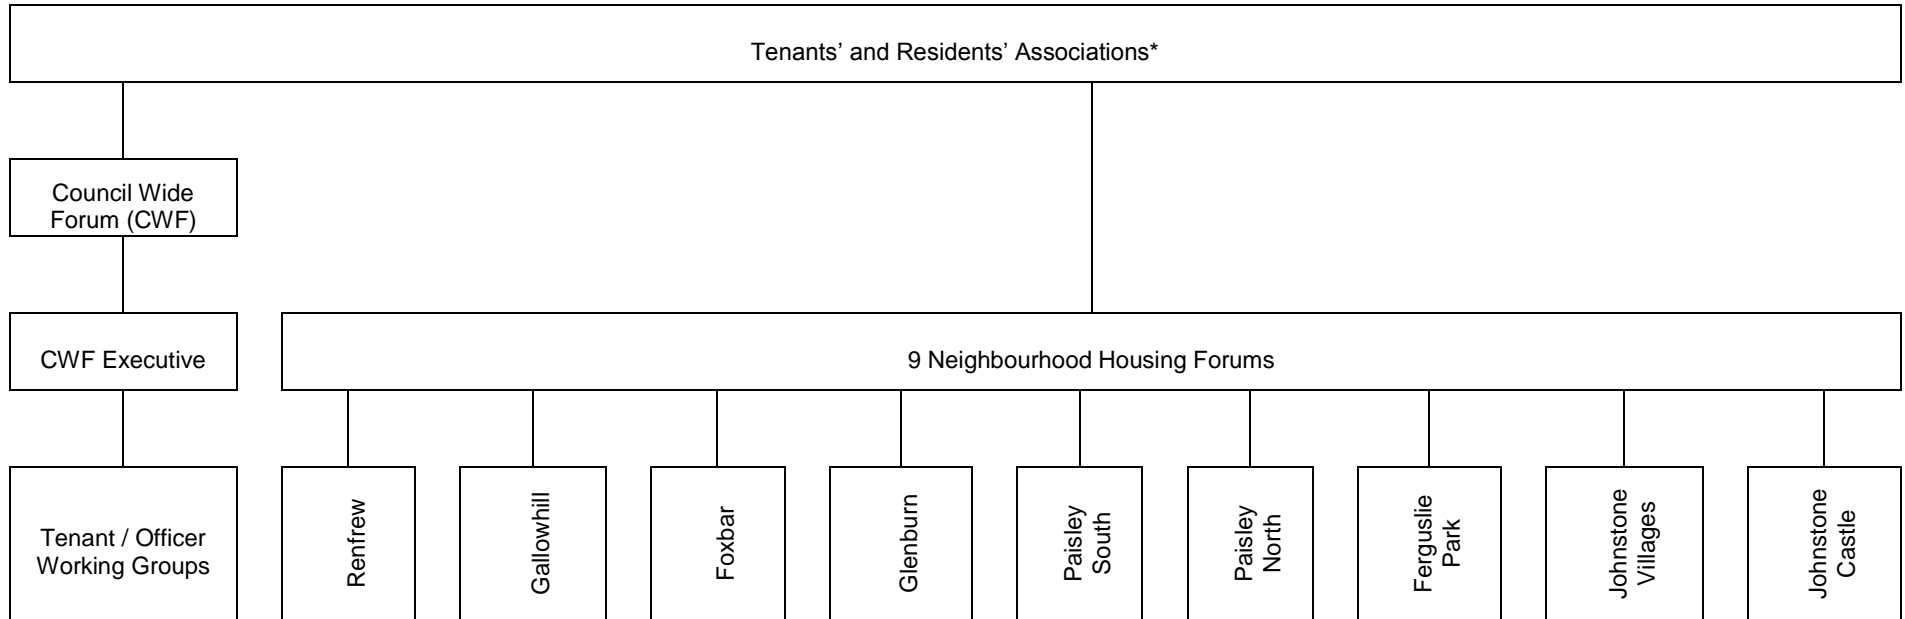 Tenants’ and Residents’ Associations*
Council Wide
Forum (CWF)
CWF Executive
9 Neighbourhood Housing Forums
Tenant / Officer
Working Groups
Renfrew
Gallowhill
Foxbar
Glenburn
Paisley
South
Paisley
North
Ferguslie
Park
Johnstone
Villages
Johnstone
Castle